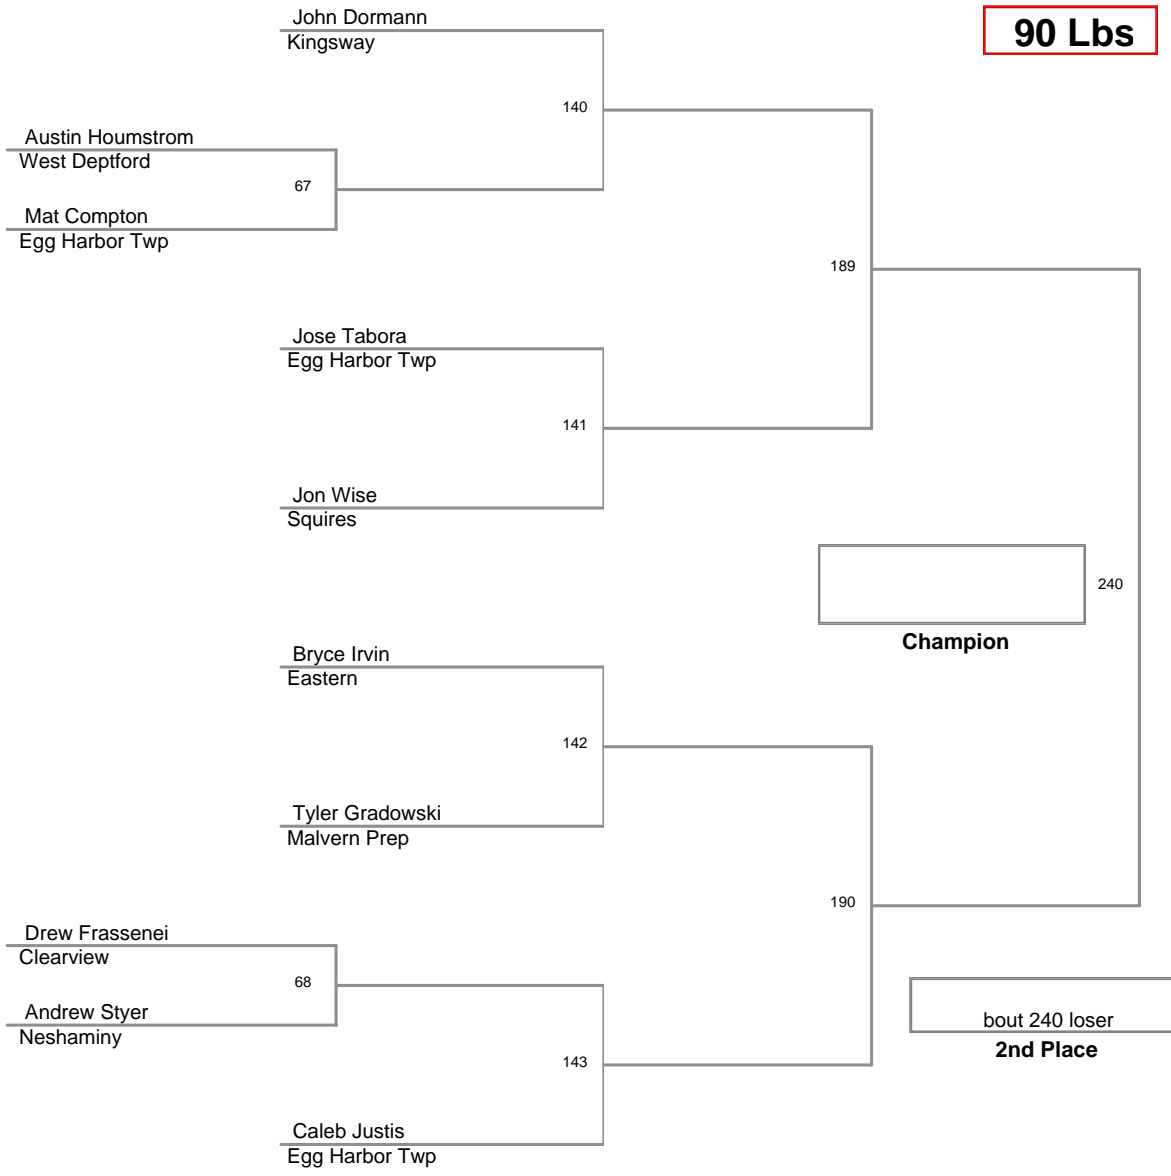 John Dormann
Kingsway
90 Lbs
140
Austin Houmstrom
West Deptford
67
Mat Compton
Egg Harbor Twp
189
Jose Tabora
Egg Harbor Twp
141
Jon Wise
Squires
240
Champion
Bryce Irvin
Eastern
142
Tyler Gradowski
Malvern Prep
190
Drew Frassenei
Clearview
68
Andrew Styer
Neshaminy
bout 240 loser
2nd Place
143
Caleb Justis
Egg Harbor Twp